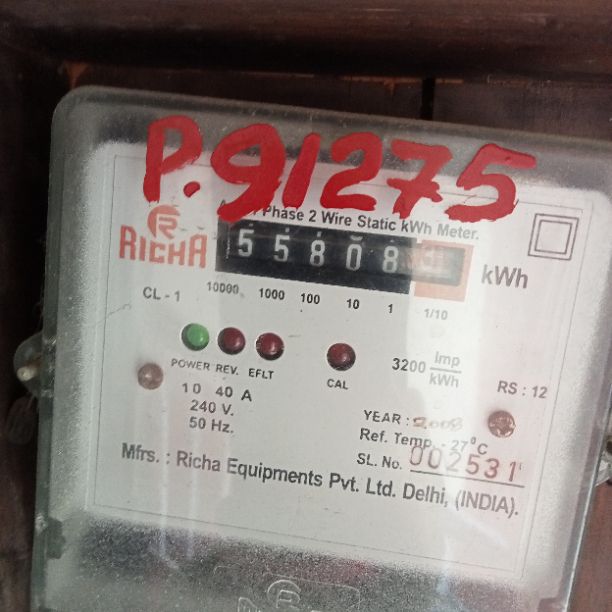 P.91275
Phase 2 Wire Static kWh Meter.
RICHA
55808 kWh
CL - 1 10000 1000 100 10 1 1/10
POWER REV. EFLT CAL
3200 Imp/kWh
RS : 12
10 40 A
240 V.
50 Hz.
YEAR : 2008
Ref. Temp. - 27°C
SL. No. 002531
Mfrs. : Richa Equipments Pvt. Ltd. Delhi, (INDIA).